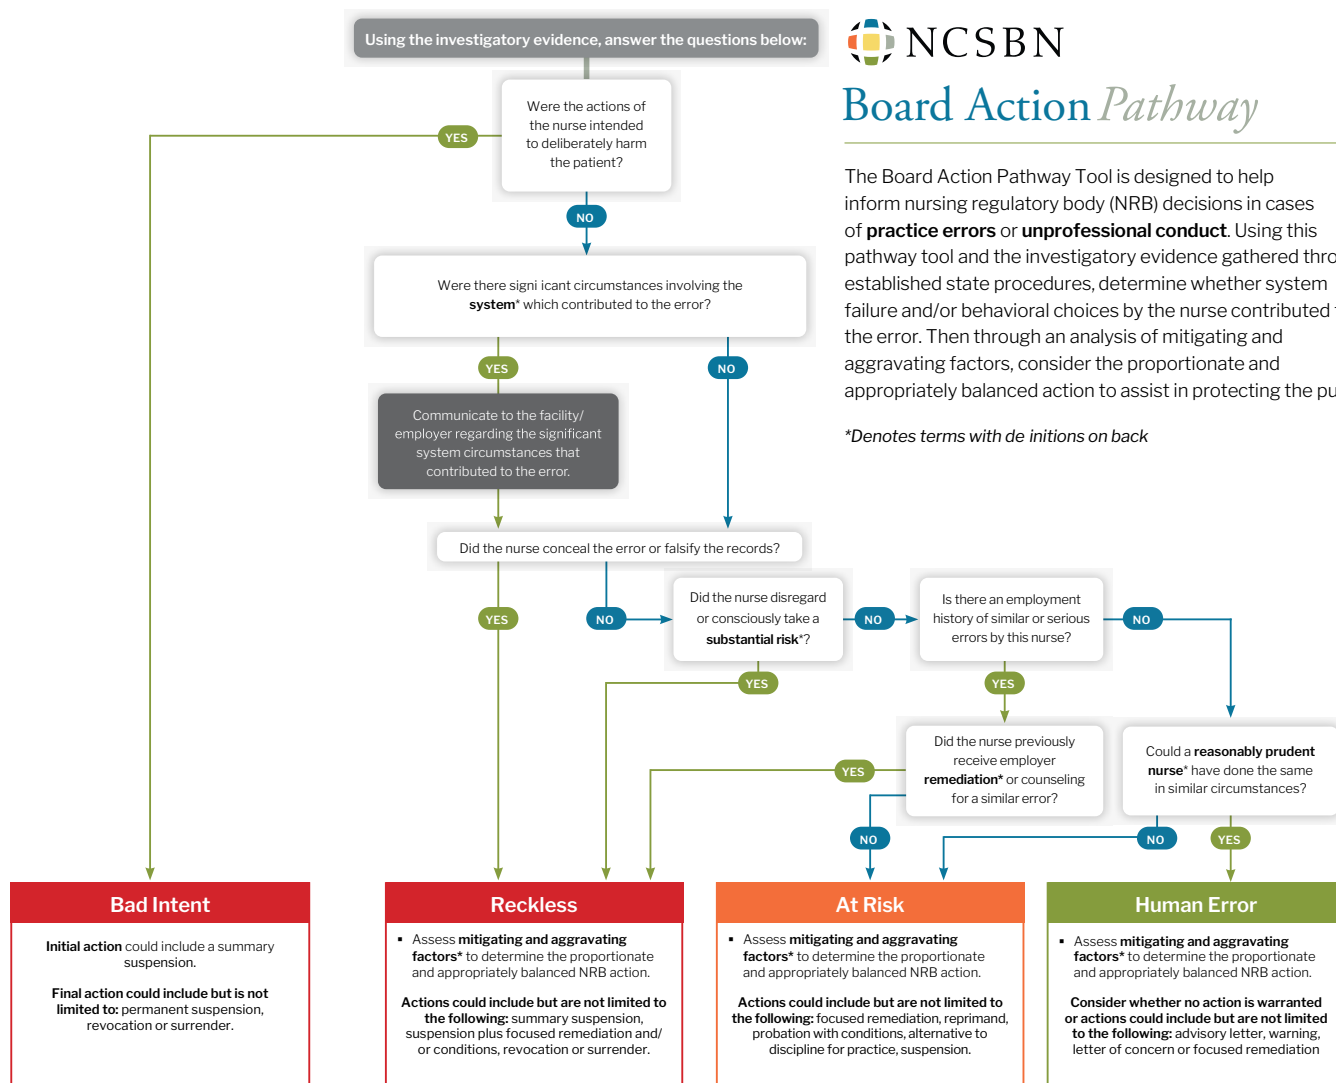 Using the investigatory evidence, answer the questions below:
NCSBN
Board Action Pathway
The Board Action Pathway Tool is designed to help
inform nursing regulatory body (NRB) decisions in cases
of practice errors or unprofessional conduct. Using this
pathway tool and the investigatory evidence gathered thro
established state procedures, determine whether system
failure and/or behavioral choices by the nurse contributed
the error. Then through an analysis of mitigating and
aggravating factors, consider the proportionate and
appropriately balanced action to assist in protecting the pu
*Denotes terms with de initions on back
Were the actions of
the nurse intended
to deliberately harm
the patient?
YES
NO
Were there signi icant circumstances involving the
system* which contributed to the error?
YES
NO
Communicate to the facility/
employer regarding the significant
system circumstances that
contributed to the error.
Did the nurse conceal the error or falsify the records?
YES
NO
Did the nurse disregard
or consciously take a
substantial risk*?
NO
YES
Is there an employment
history of similar or serious
errors by this nurse?
NO
YES
Did the nurse previously
receive employer
remediation* or counseling
for a similar error?
YES
NO
Could a reasonably prudent
nurse* have done the same
in similar circumstances?
NO
YES
Bad Intent
Initial action could include a summary
suspension.
Final action could include but is not
limited to: permanent suspension,
revocation or surrender.
Reckless
▪ Assess mitigating and aggravating
factors* to determine the proportionate
and appropriately balanced NRB action.
Actions could include but are not limited to
the following: summary suspension,
suspension plus focused remediation and/
or conditions, revocation or surrender.
At Risk
▪ Assess mitigating and aggravating
factors* to determine the proportionate
and appropriately balanced NRB action.
Actions could include but are not limited to
the following: focused remediation, reprimand,
probation with conditions, alternative to
discipline for practice, suspension.
Human Error
▪ Assess mitigating and aggravating
factors* to determine the proportionate
and appropriately balanced NRB action.
Consider whether no action is warranted
or actions could include but are not limited
to the following: advisory letter, warning,
letter of concern or focused remediation